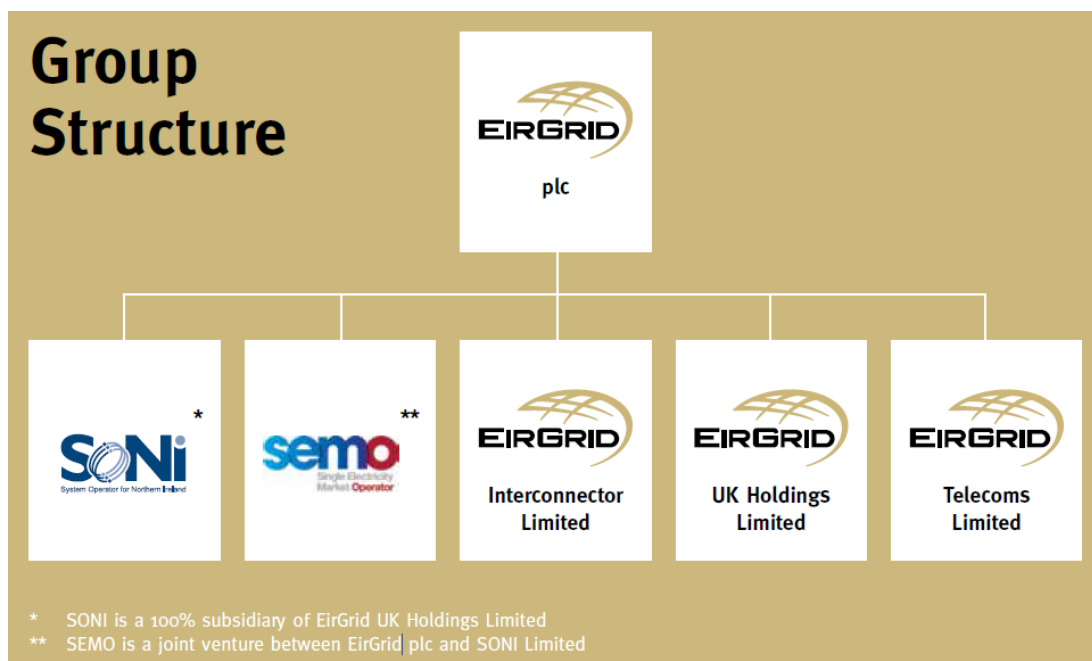 Group
Structure
EIRGRID
plc
*
SONi
System Operator for Northern Ireland
**
semo
Single Electricity
Market Operator
EIRGRID
Interconnector
Limited
EIRGRID
UK Holdings
Limited
EIRGRID
Telecoms
Limited
* SONI is a 100% subsidiary of EirGrid UK Holdings Limited
** SEMO is a joint venture between EirGrid plc and SONI Limited